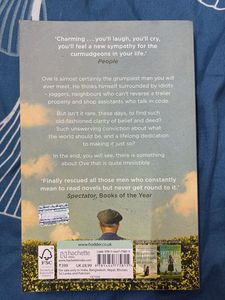 'Charming . . . you'll laugh, you'll cry,
you'll feel a new sympathy for the
curmudgeons in your life.'
People
Ove is almost certainly the grumpiest man you will
ever meet. He thinks himself surrounded by idiots
– joggers, neighbours who can't reverse a trailer
properly and shop assistants who talk in code.
But isn't it rare, these days, to find such
old-fashioned clarity of belief and deed?
Such unswerving conviction about what
the world should be, and a lifelong dedication
to making it just so?
In the end, you will see, there is something
about Ove that is quite irresistible . . .
'Finally rescued all those men who constantly
mean to read novels but never get round to it.'
Spectator, Books of the Year
www.hodder.co.uk
hachette
INDIA
FSC